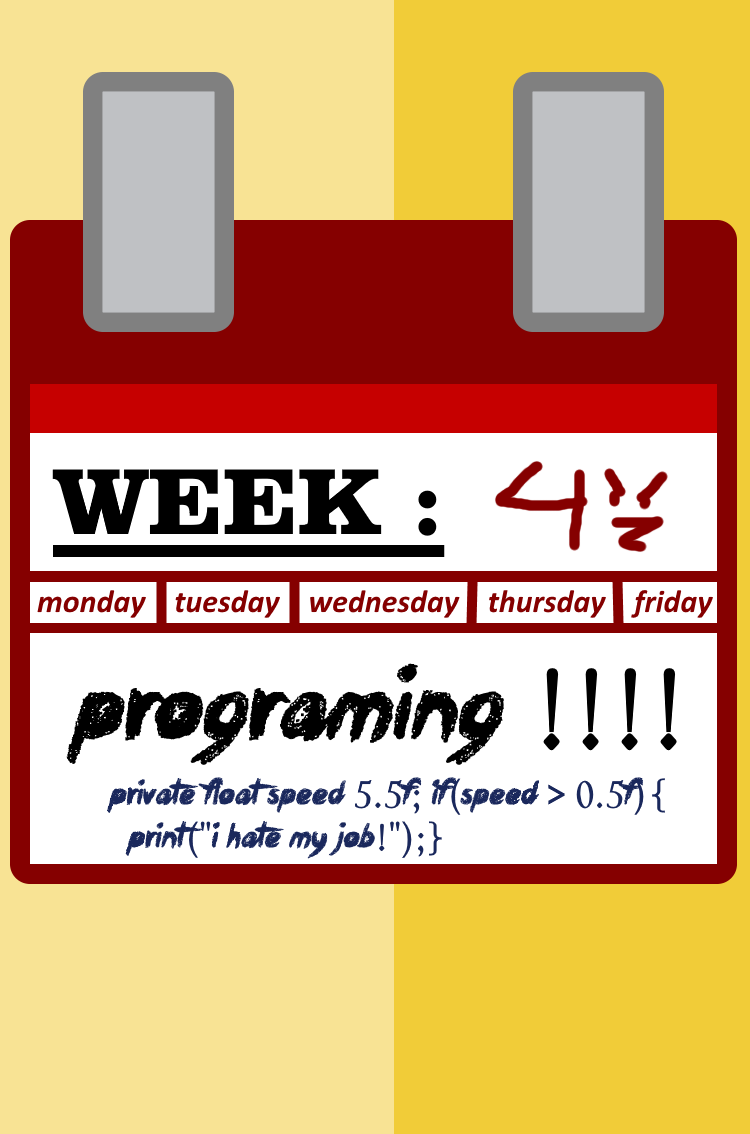 WEEK : 4
monday tuesday wednesday thursday friday
programing !!!!
private float speed 5.5f; if(speed > 0.5f) {
print("i hate my job!");}